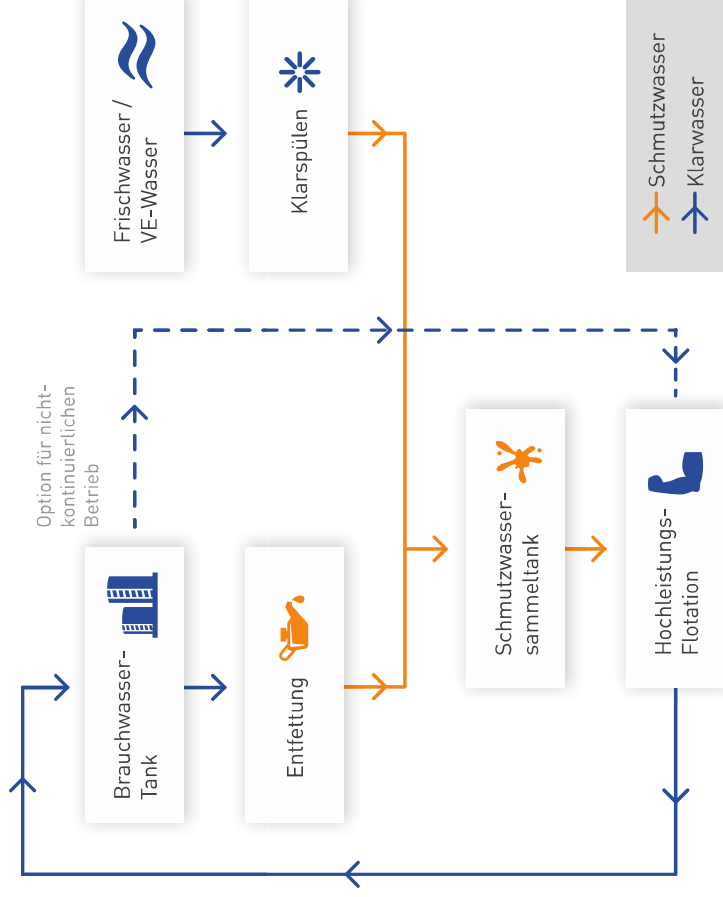 Option für nicht-
kontinuierlichen
Betrieb
Brauchwasser-
Tank
Frischwasser /
VE-Wasser
Entfettung
Klarspülen
Schmutzwasser-
sammeltank
Hochleistungs-
Flotation
Schmutzwasser
Klarwasser